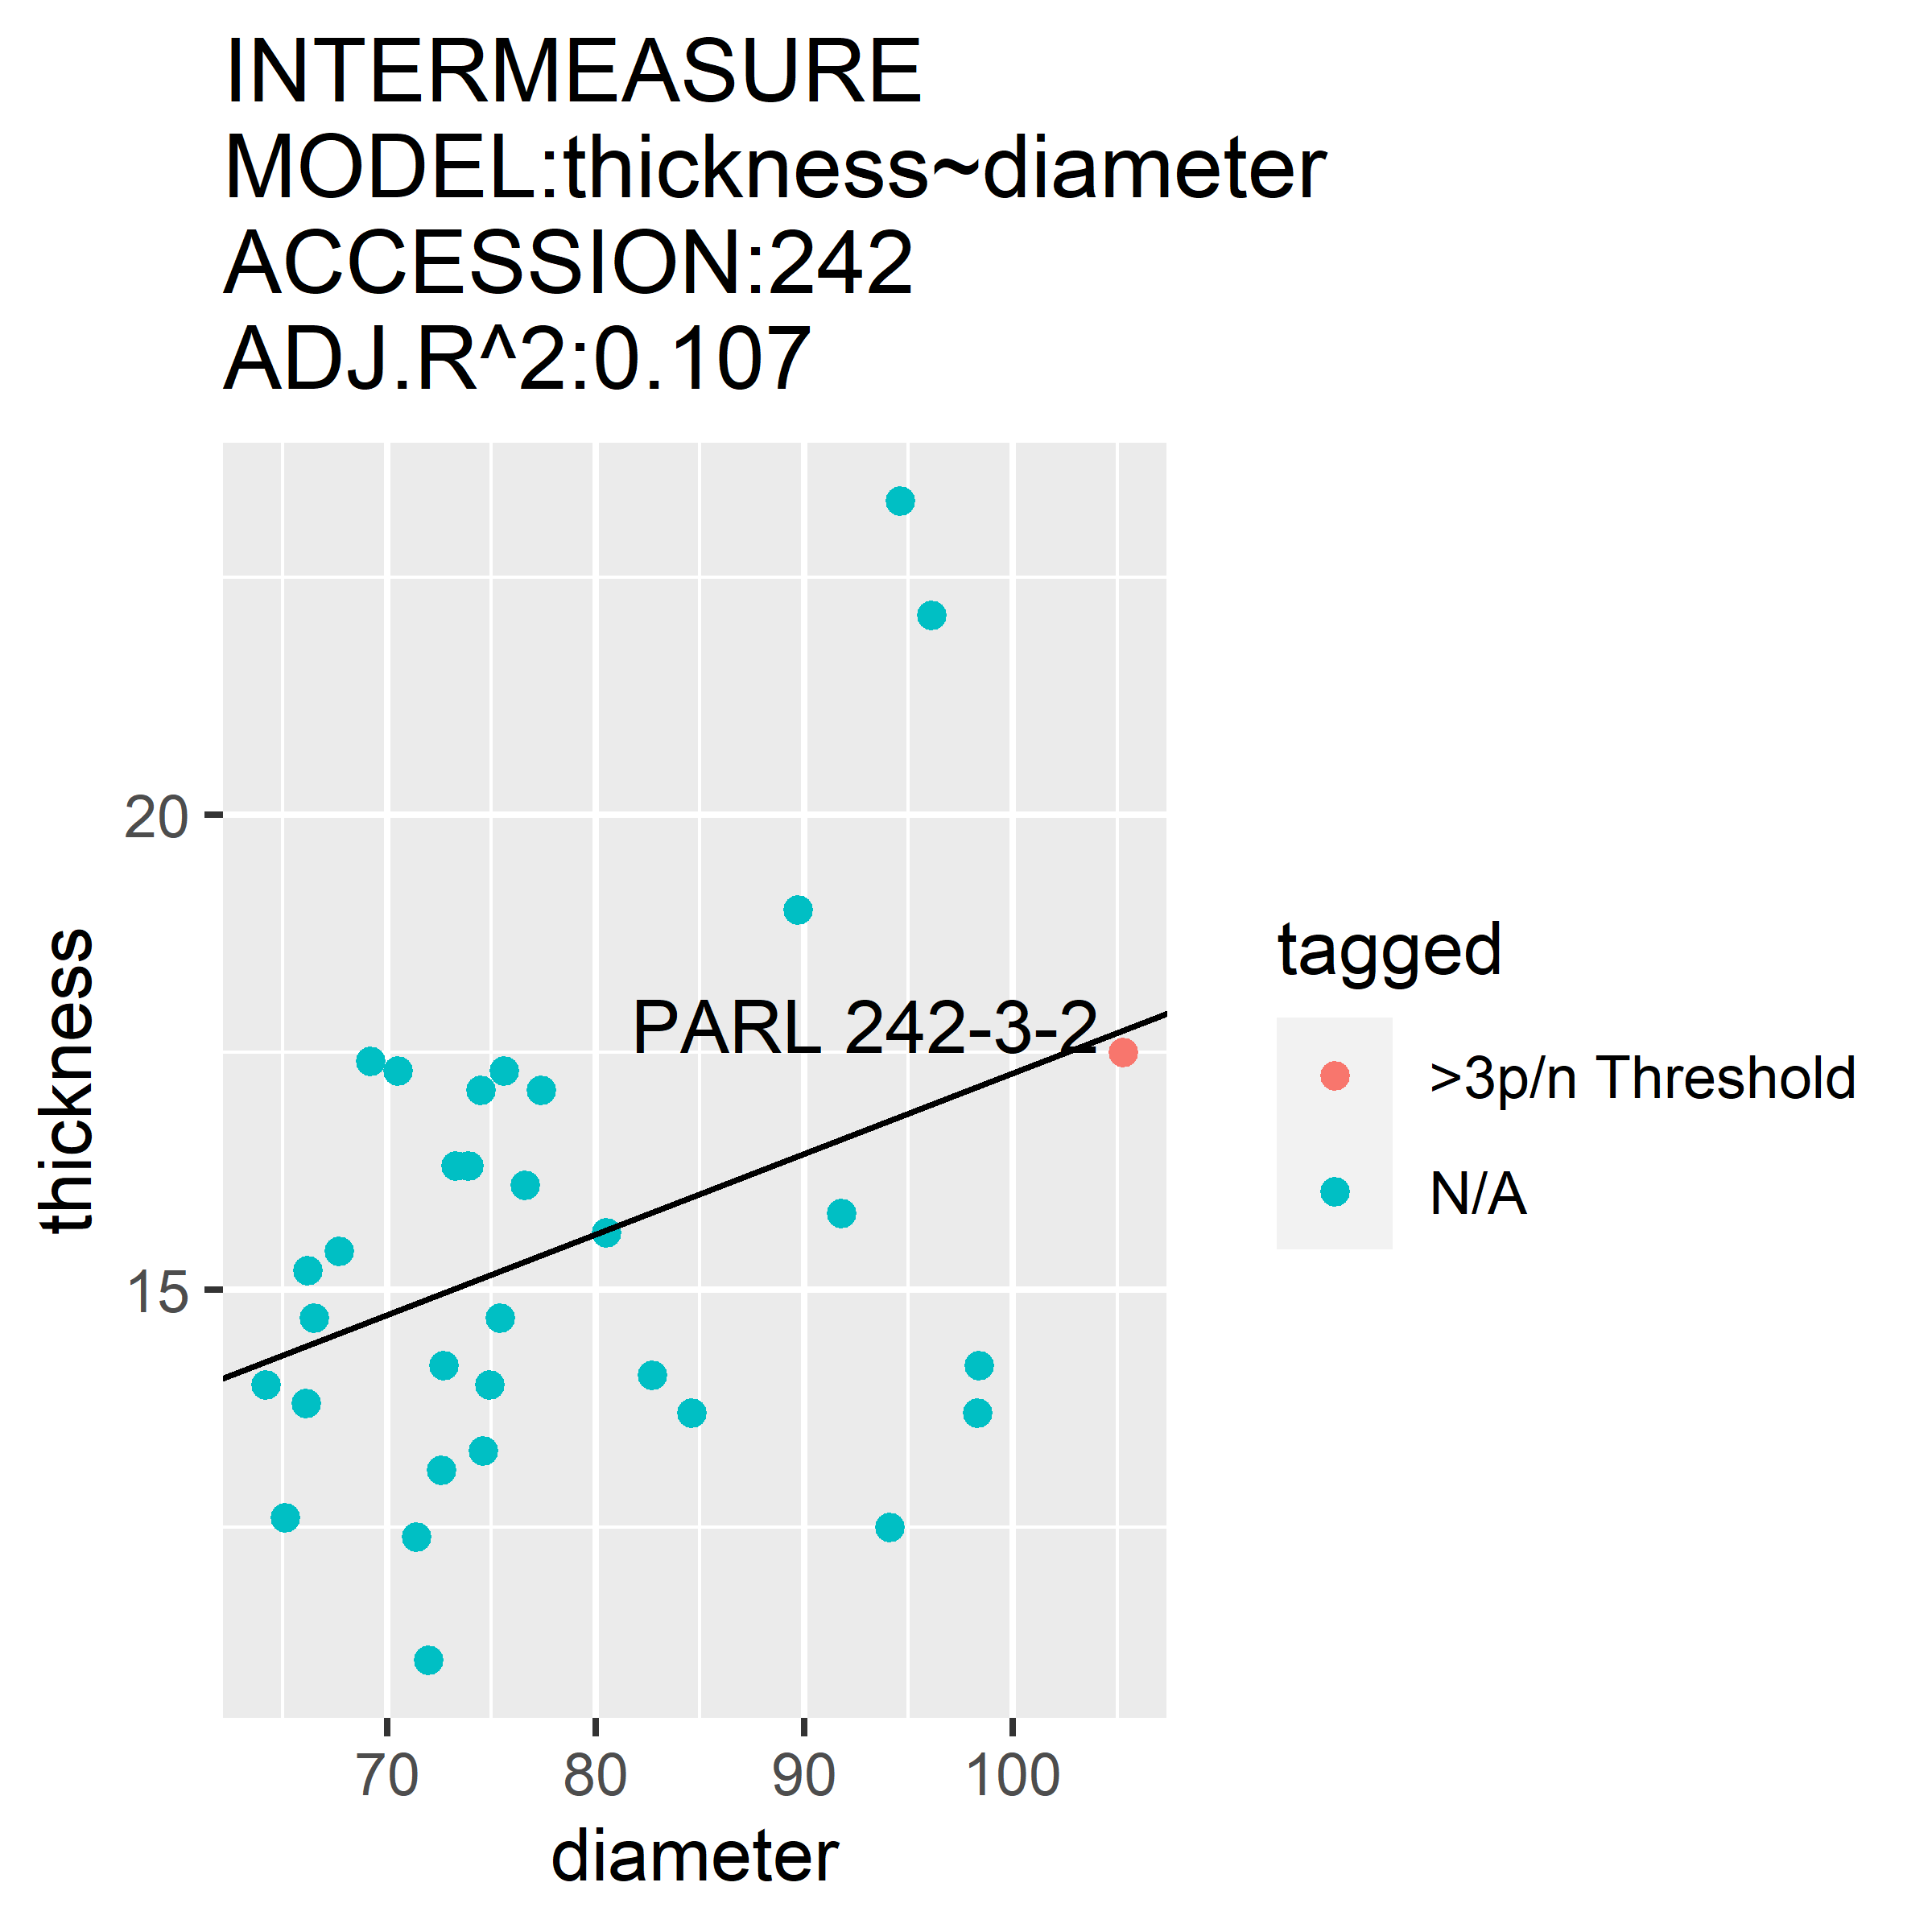 INTERMEASURE
MODEL:thickness~diameter
ACCESSION:242
ADJ.R^2:0.107
20
15
thickness
PARL 242-3-2
70 80 90 100
diameter
tagged
>3p/n Threshold
N/A